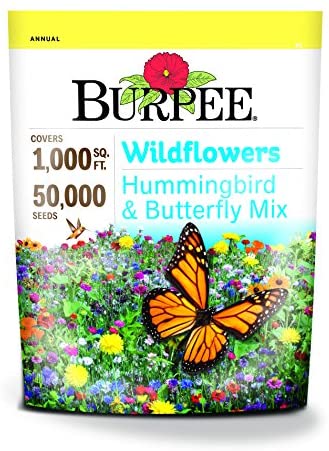 ANNUAL
BURPEE®
COVERS
1,000 SQ. FT.
50,000
SEEDS
Wildflowers
Hummingbird
& Butterfly Mix